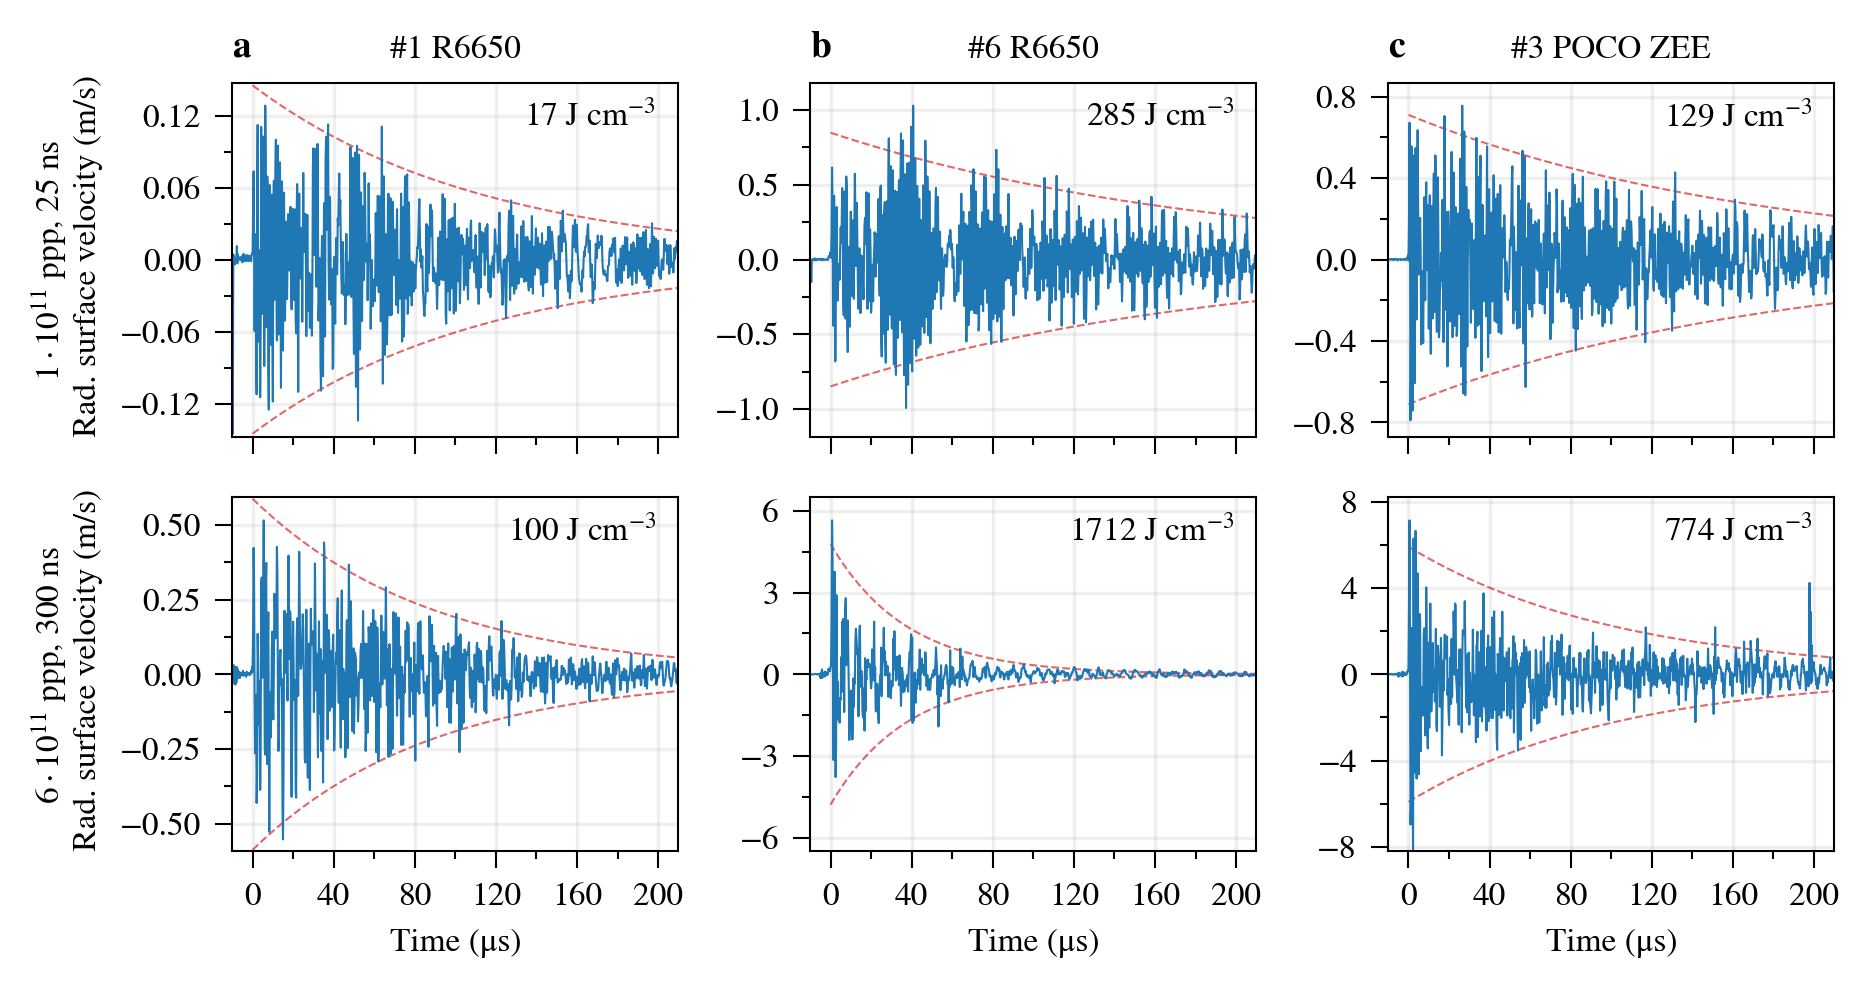 a #1 R6650
b #6 R6650
c #3 POCO ZEE
1 · 10¹¹ ppp, 25 ns
Rad. surface velocity (m/s)
0.12
0.06
0.00
−0.06
−0.12
17 J cm⁻³
1.0
0.5
0.0
−0.5
−1.0
285 J cm⁻³
0.8
0.4
0.0
−0.4
−0.8
129 J cm⁻³
6 · 10¹¹ ppp, 300 ns
Rad. surface velocity (m/s)
0.50
0.25
0.00
−0.25
−0.50
100 J cm⁻³
6
3
0
−3
−6
1712 J cm⁻³
8
4
0
−4
−8
774 J cm⁻³
0 40 80 120 160 200
0 40 80 120 160 200
0 40 80 120 160 200
Time (μs)
Time (μs)
Time (μs)